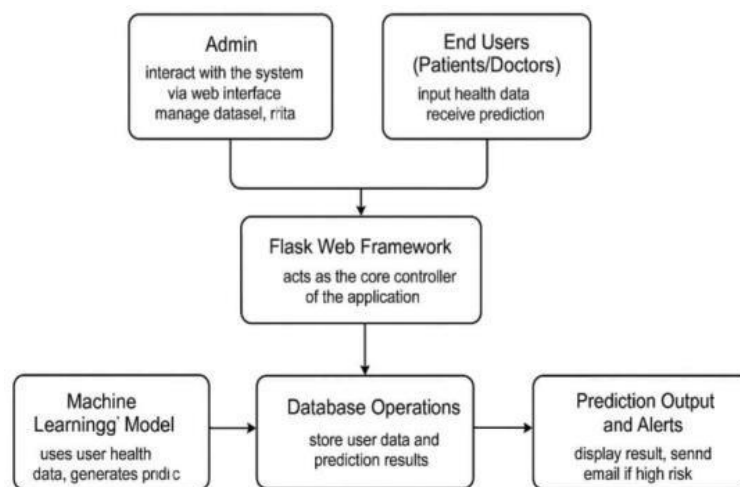 Admin
interact with the system
via web interface
manage datasel, rrita
End Users
(Patients/Doctors)
input health data
receive prediction
Flask Web Framework
acts as the core controller
of the application
Machine
Learningg' Model
uses user health
data, generates pridic
Database Operations
store user data and
prediction results
Prediction Output
and Alerts
display result, sennd
email if high risk